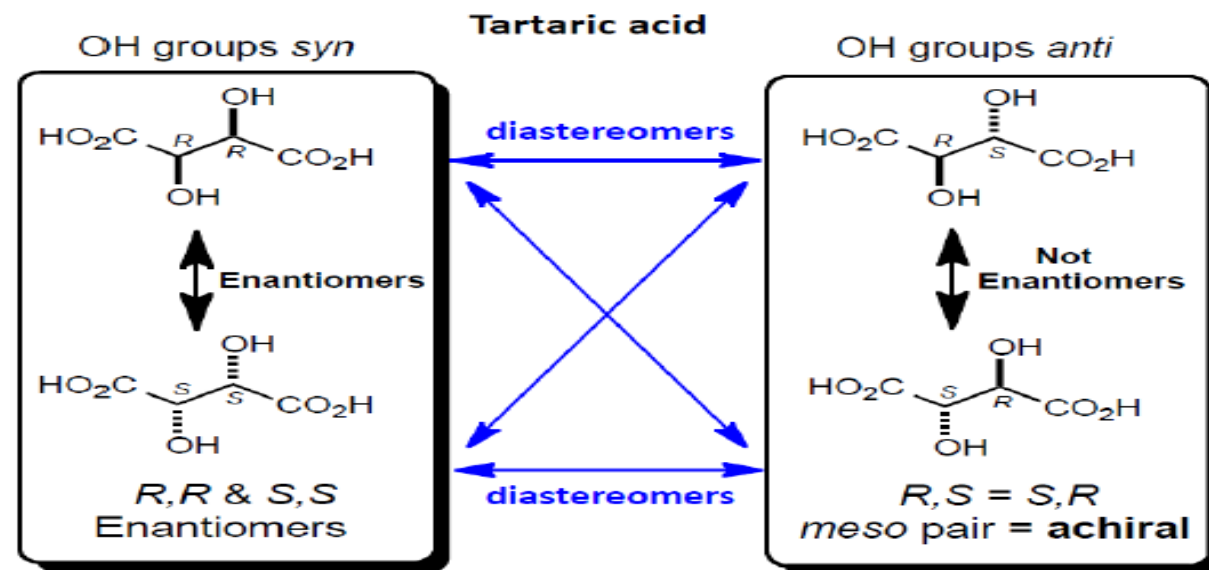 Tartaric acid
OH groups syn
OH groups anti
OH
HO₂C
R
R
CO₂H
OH
Enantiomers
OH
HO₂C
S
S
CO₂H
OH
R,R & S,S
Enantiomers
diastereomers
diastereomers
OH
HO₂C
R
S
CO₂H
OH
Not
Enantiomers
OH
HO₂C
S
R
CO₂H
OH
R,S = S,R
meso pair = achiral